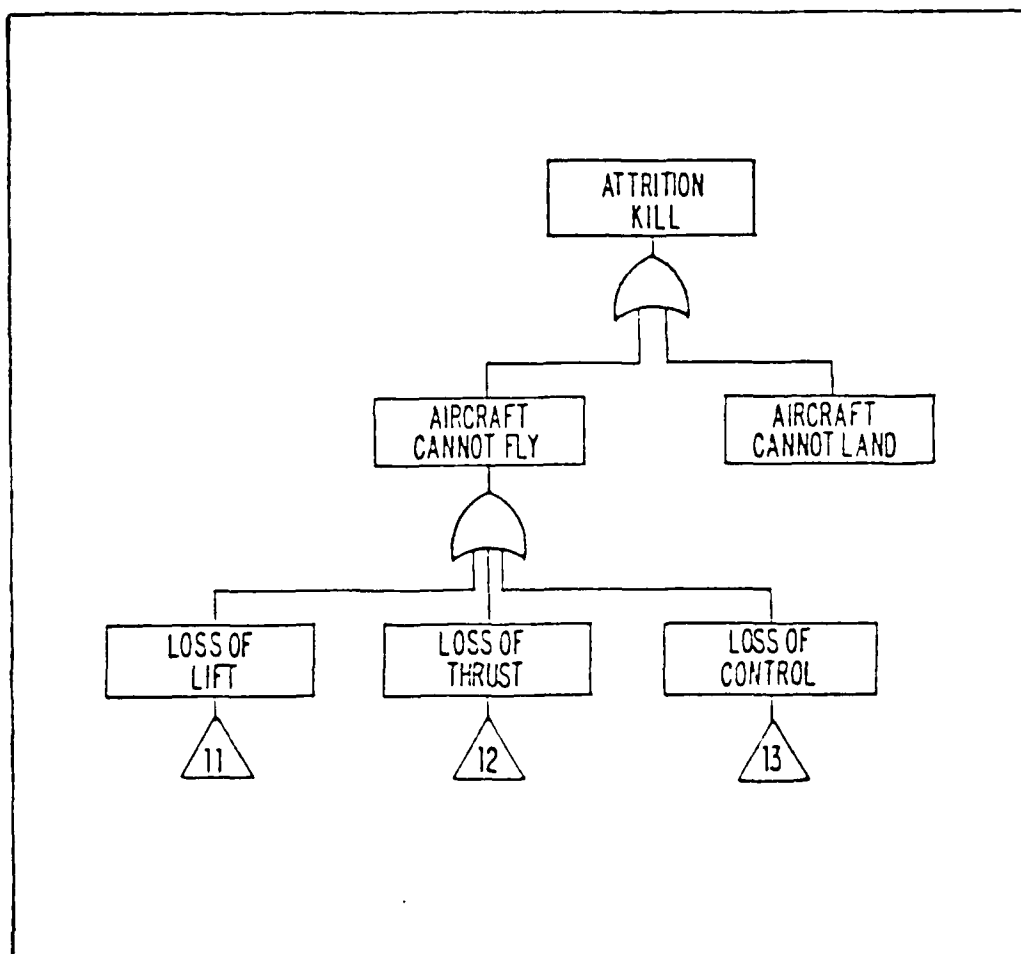 ATTRITION
KILL
AIRCRAFT
CANNOT FLY
AIRCRAFT
CANNOT LAND
LOSS OF
LIFT
LOSS OF
THRUST
LOSS OF
CONTROL
11
12
13